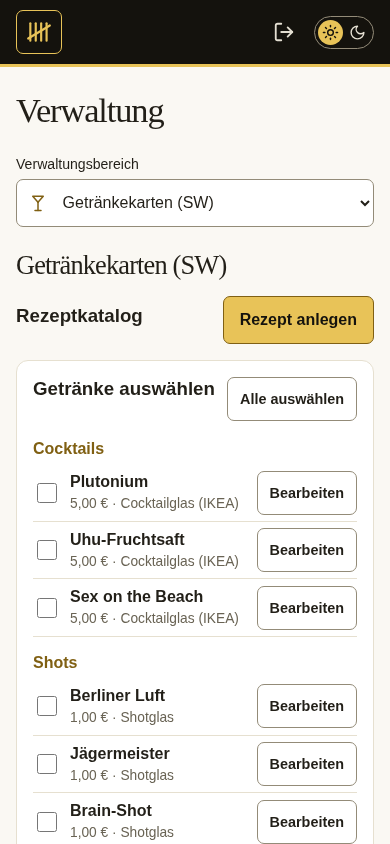 Verwaltung
Verwaltungsbereich
Getränkekarten (SW)
Getränkekarten (SW)
Rezeptkatalog
Rezept anlegen
Getränke auswählen
Alle auswählen
Cocktails
Plutonium
5,00 € · Cocktailglas (IKEA)
Bearbeiten
Uhu-Fruchtsaft
5,00 € · Cocktailglas (IKEA)
Bearbeiten
Sex on the Beach
5,00 € · Cocktailglas (IKEA)
Bearbeiten
Shots
Berliner Luft
1,00 € · Shotglas
Bearbeiten
Jägermeister
1,00 € · Shotglas
Bearbeiten
Brain-Shot
1,00 € · Shotglas
Bearbeiten